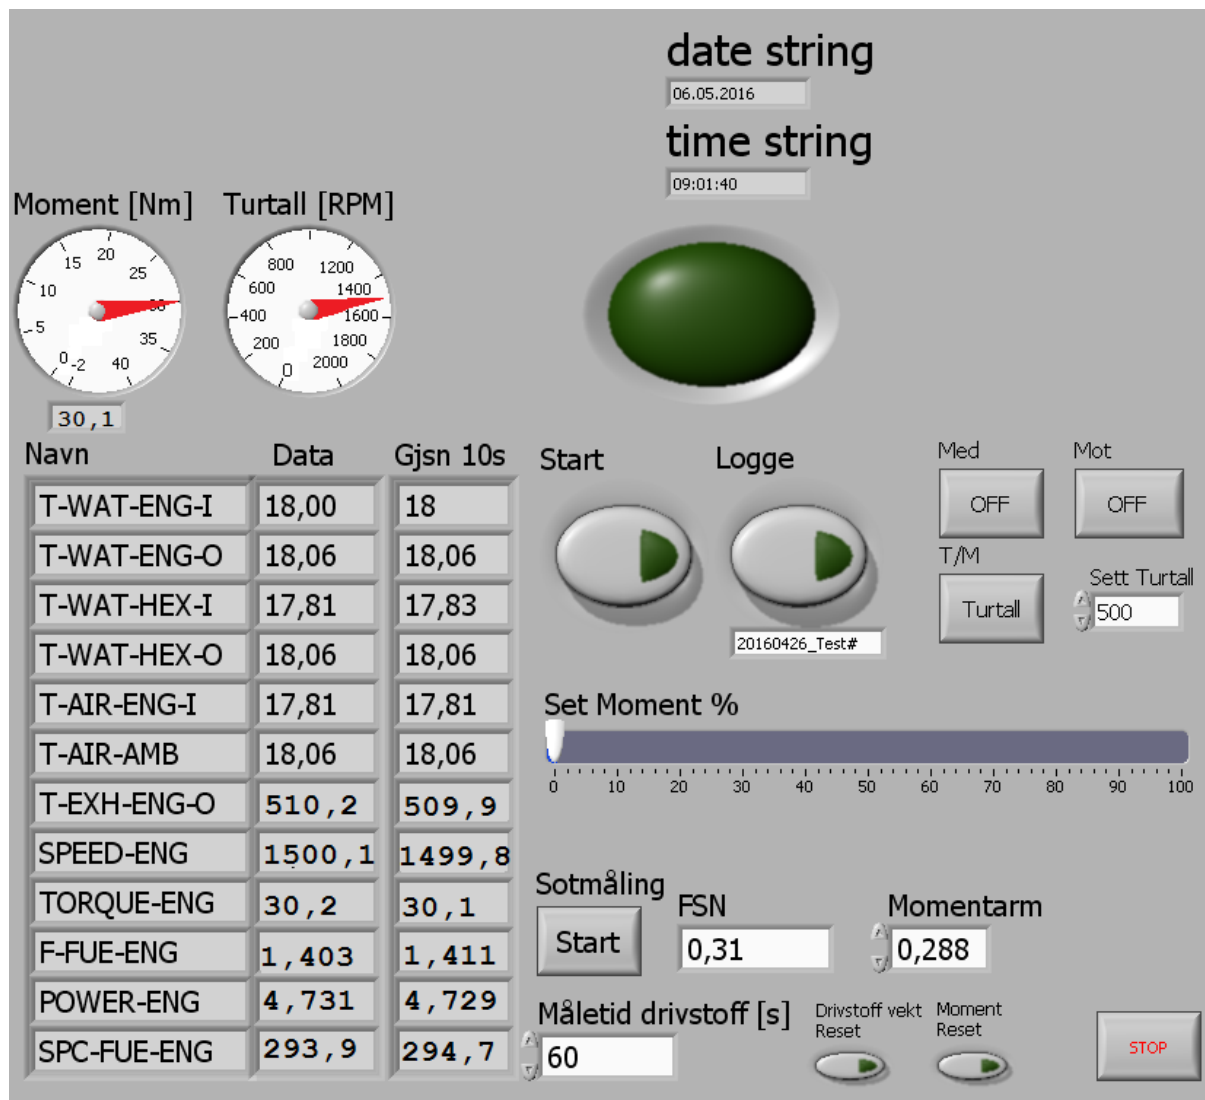 date string
06.05.2016
time string
09:01:40
Moment [Nm]
Turtall [RPM]
-2 0 5 10 15 20 25 30 35 40
0 200 400 600 800 1200 1400 1600 1800 2000
30,1
Navn Data Gjsn 10s
T-WAT-ENG-I 18,00 18
T-WAT-ENG-O 18,06 18,06
T-WAT-HEX-I 17,81 17,83
T-WAT-HEX-O 18,06 18,06
T-AIR-ENG-I 17,81 17,81
T-AIR-AMB 18,06 18,06
T-EXH-ENG-O 510,2 509,9
SPEED-ENG 1500,1 1499,8
TORQUE-ENG 30,2 30,1
F-FUE-ENG 1,403 1,411
POWER-ENG 4,731 4,729
SPC-FUE-ENG 293,9 294,7
Start
Logge
20160426_Test#
Med
OFF
Mot
OFF
T/M
Turtall
Sett Turtall
500
Set Moment %
0 10 20 30 40 50 60 70 80 90 100
Sotmåling
Start
FSN
0,31
Momentarm
0,288
Måletid drivstoff [s]
60
Drivstoff vekt
Reset
Moment
Reset
STOP